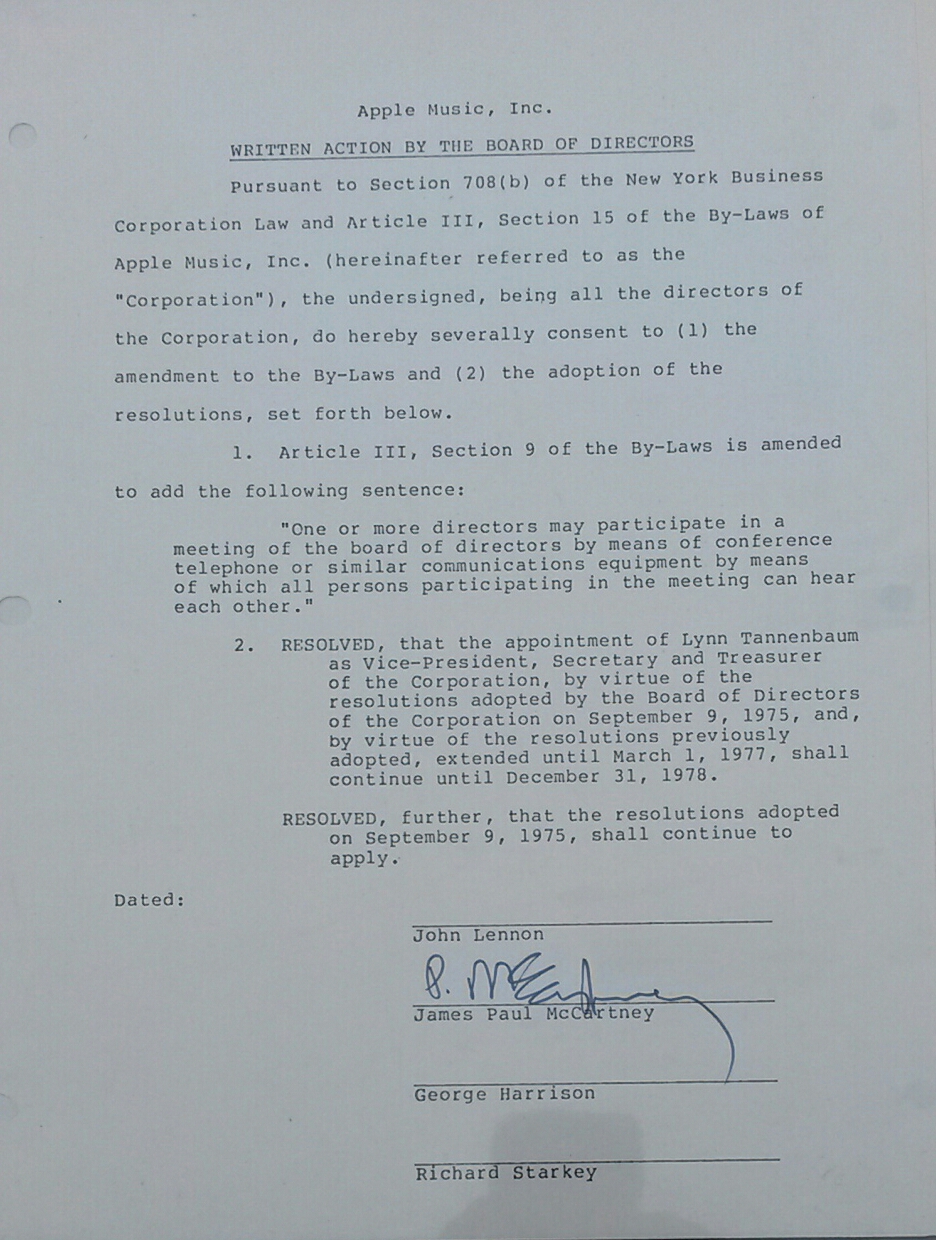 Apple Music, Inc.
WRITTEN ACTION BY THE BOARD OF DIRECTORS
Pursuant to Section 708(b) of the New York Business
Corporation Law and Article III, Section 15 of the By-Laws of
Apple Music, Inc. (hereinafter referred to as the
"Corporation"), the undersigned, being all the directors of
the Corporation, do hereby severally consent to (1) the
amendment to the By-Laws and (2) the adoption of the
resolutions, set forth below.
1. Article III, Section 9 of the By-Laws is amended
to add the following sentence:
"One or more directors may participate in a
meeting of the board of directors by means of conference
telephone or similar communications equipment by means
of which all persons participating in the meeting can hear
each other."
2. RESOLVED, that the appointment of Lynn Tannenbaum
as Vice-President, Secretary and Treasurer
of the Corporation, by virtue of the
resolutions adopted by the Board of Directors
of the Corporation on September 9, 1975, and,
by virtue of the resolutions previously
adopted, extended until March 1, 1977, shall
continue until December 31, 1978.
RESOLVED, further, that the resolutions adopted
on September 9, 1975, shall continue to
apply.
Dated:
John Lennon
P. McCartney
James Paul McCartney
George Harrison
Richard Starkey